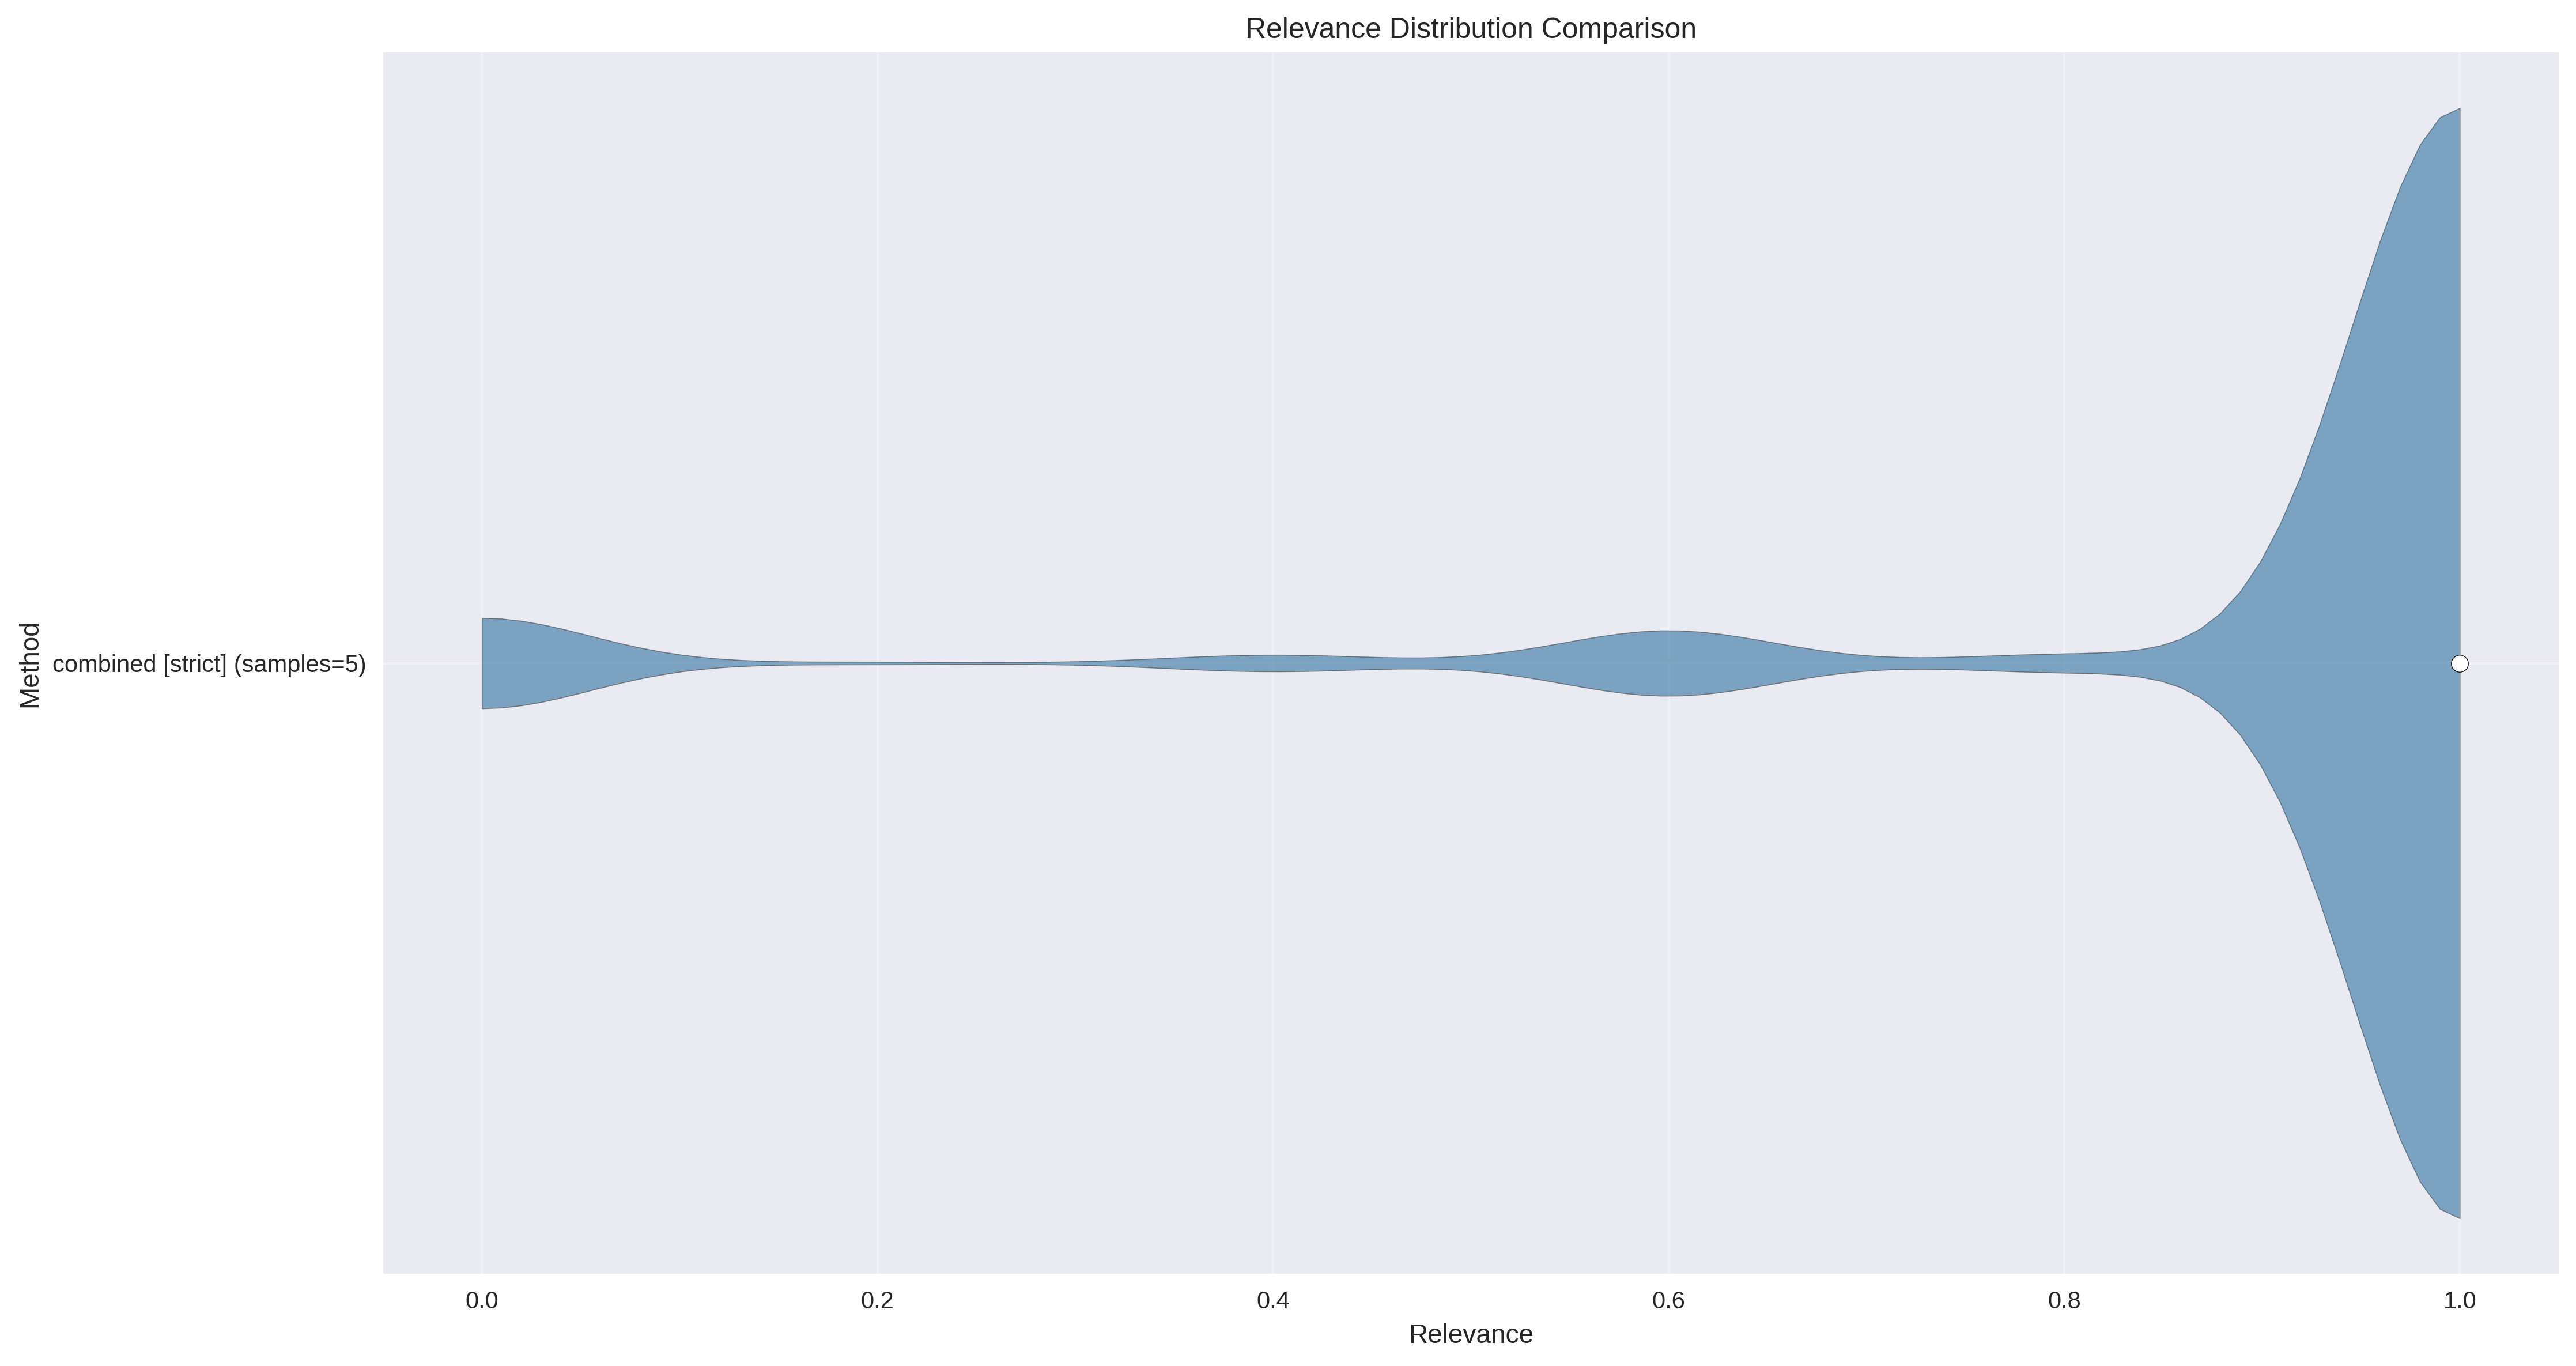 Relevance Distribution Comparison
Method
combined [strict] (samples=5)
0.0 0.2 0.4 0.6 0.8 1.0
Relevance